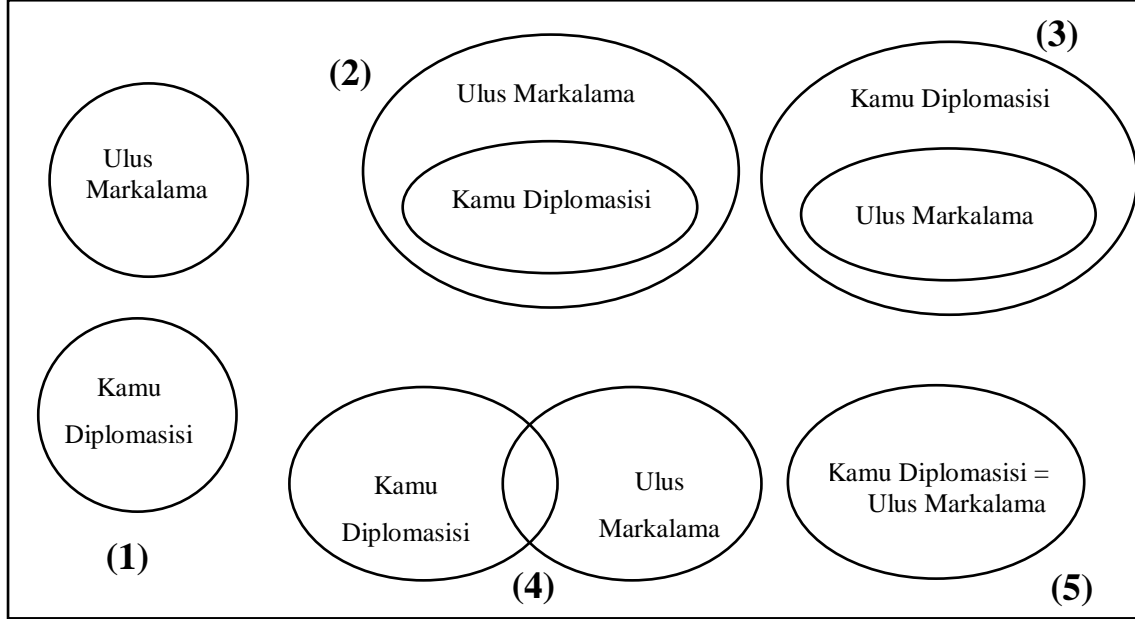 Ulus
Markalama
Kamu
Diplomasisi
(1)
(2)
Ulus Markalama
Kamu Diplomasisi
(3)
Kamu Diplomasisi
Ulus Markalama
Kamu
Diplomasisi
Ulus
Markalama
(4)
Kamu Diplomasisi =
Ulus Markalama
(5)